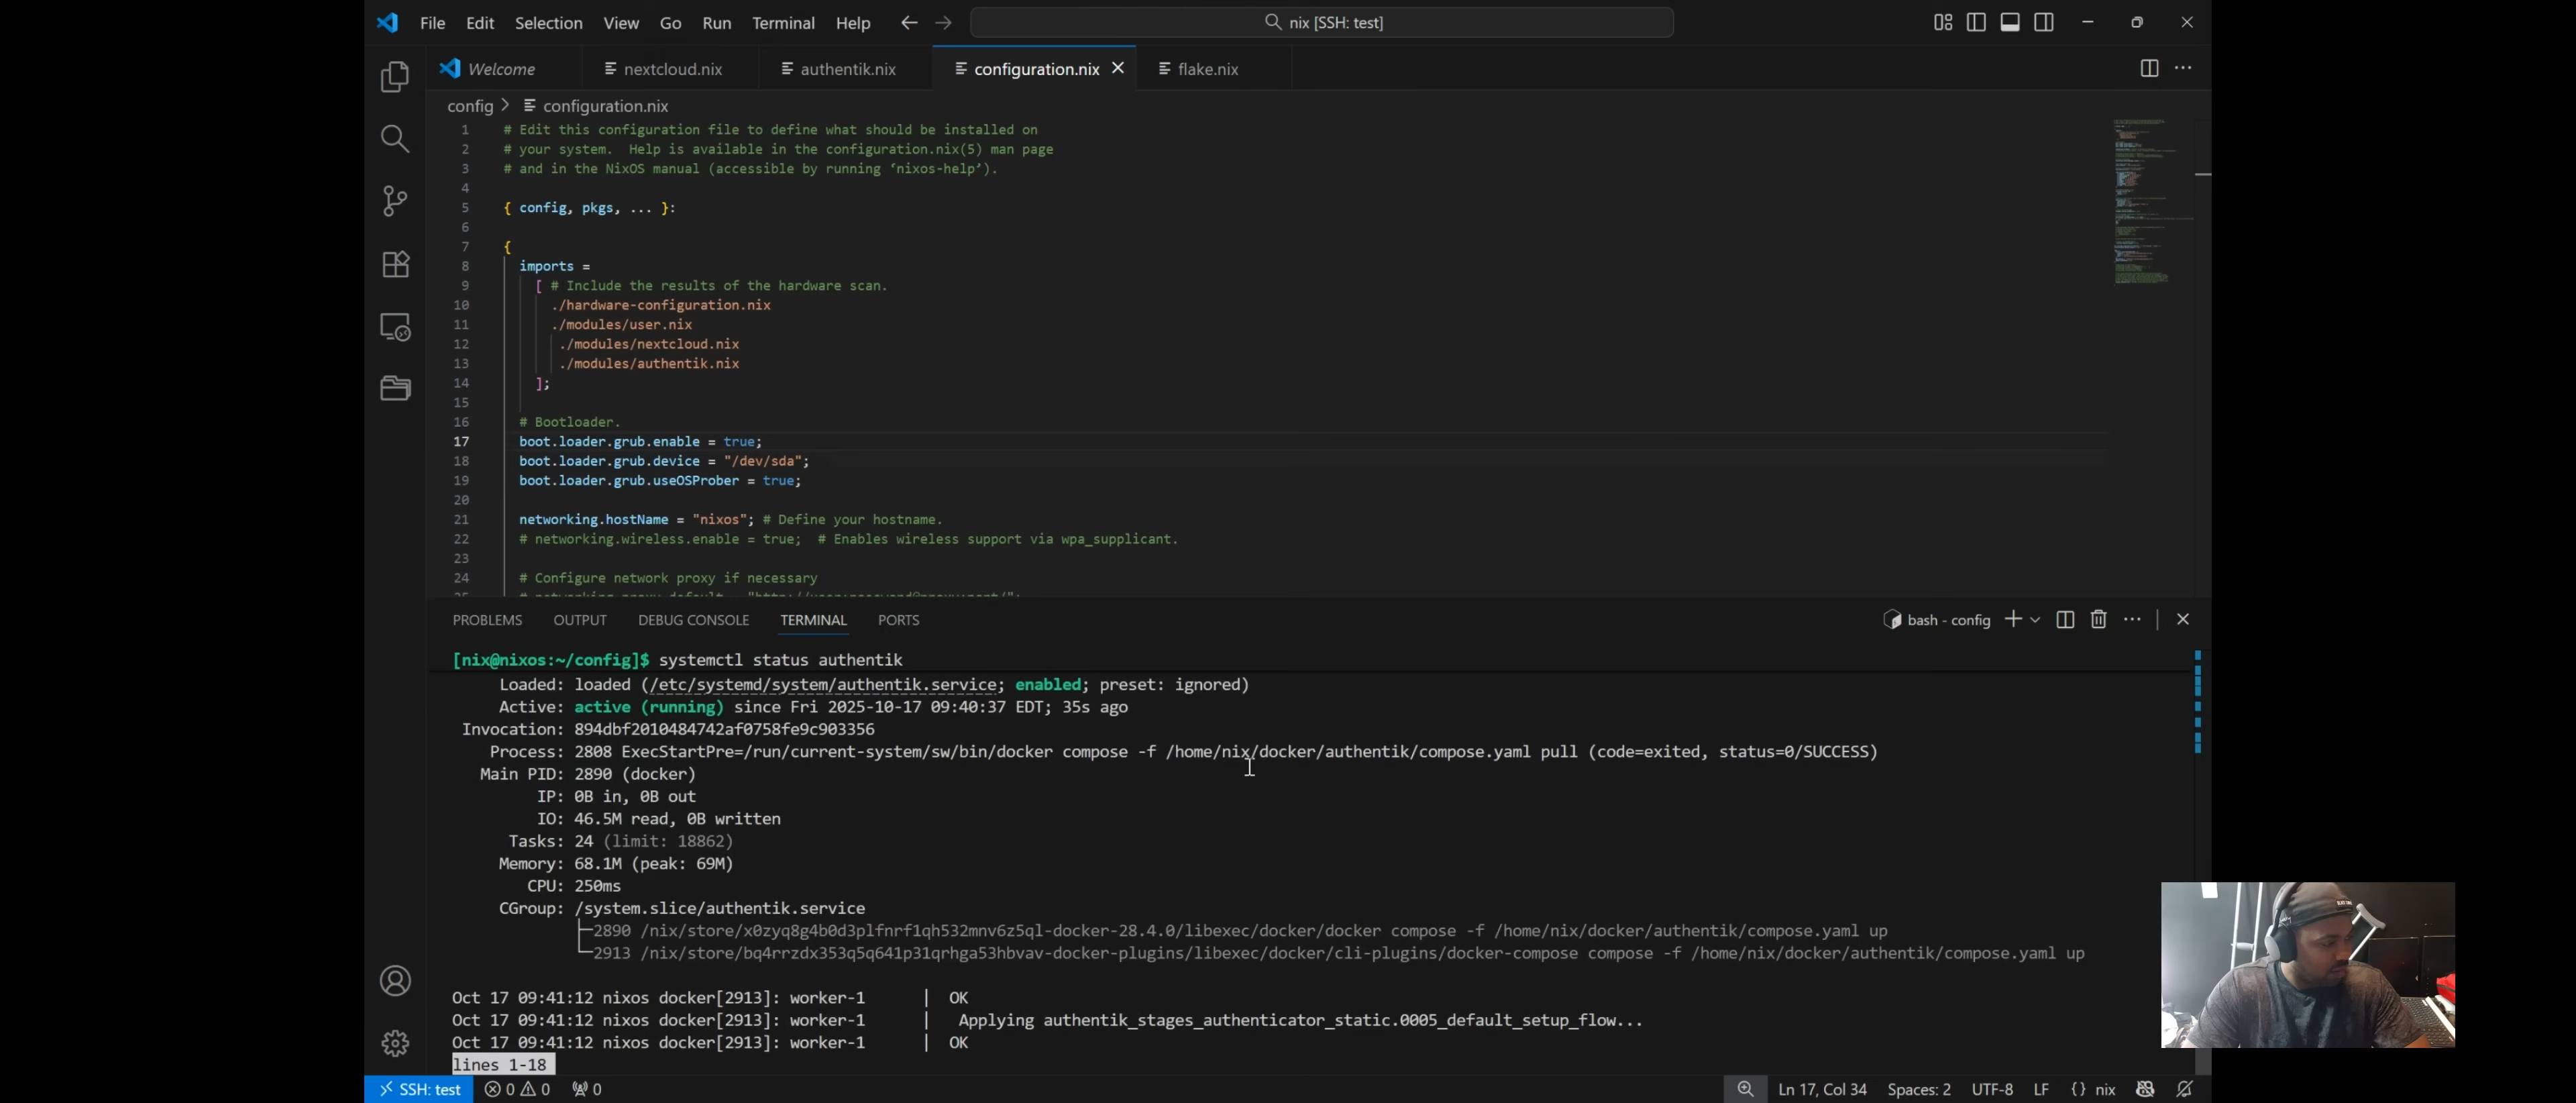 File Edit Selection View Go Run Terminal Help
nix [SSH: test]
Welcome
nextcloud.nix
authentik.nix
configuration.nix
flake.nix
config > configuration.nix
1 # Edit this configuration file to define what should be installed on
2 # your system.  Help is available in the configuration.nix(5) man page
3 # and in the NixOS manual (accessible by running ‘nixos-help’).
4
5 { config, pkgs, ... }:
6
7 {
8 imports =
9 [ # Include the results of the hardware scan.
10 ./hardware-configuration.nix
11 ./modules/user.nix
12 ./modules/nextcloud.nix
13 ./modules/authentik.nix
14 ];
15
16 # Bootloader.
17 boot.loader.grub.enable = true;
18 boot.loader.grub.device = "/dev/sda";
19 boot.loader.grub.useOSProber = true;
20
21 networking.hostName = "nixos"; # Define your hostname.
22 # networking.wireless.enable = true;  # Enables wireless support via wpa_supplicant.
23
24 # Configure network proxy if necessary
PROBLEMS OUTPUT DEBUG CONSOLE TERMINAL PORTS
bash - config
[nix@nixos:~/config]$ systemctl status authentik
Loaded: loaded (/etc/systemd/system/authentik.service; enabled; preset: ignored)
Active: active (running) since Fri 2025-10-17 09:40:37 EDT; 35s ago
Invocation: 894dbf2010484742af0758fe9c903356
Process: 2808 ExecStartPre=/run/current-system/sw/bin/docker compose -f /home/nix/docker/authentik/compose.yaml pull (code=exited, status=0/SUCCESS)
Main PID: 2890 (docker)
IP: 0B in, 0B out
IO: 46.5M read, 0B written
Tasks: 24 (limit: 18862)
Memory: 68.1M (peak: 69M)
CPU: 250ms
CGroup: /system.slice/authentik.service
├─2890 /nix/store/x0zyq8g4b0d3plfnrf1qh532mnv6z5ql-docker-28.4.0/libexec/docker/docker compose -f /home/nix/docker/authentik/compose.yaml up
└─2913 /nix/store/bq4rrzdx353q5q641p31qrhga53hbvav-docker-plugins/libexec/docker/cli-plugins/docker-compose compose -f /home/nix/docker/authentik/compose.yaml up
Oct 17 09:41:12 nixos docker[2913]: worker-1 | OK
Oct 17 09:41:12 nixos docker[2913]: worker-1 | Applying authentik_stages_authenticator_static.0005_default_setup_flow...
Oct 17 09:41:12 nixos docker[2913]: worker-1 | OK
lines 1-18
SSH: test 0 0 0 Ln 17, Col 34 Spaces: 2 UTF-8 LF {} nix